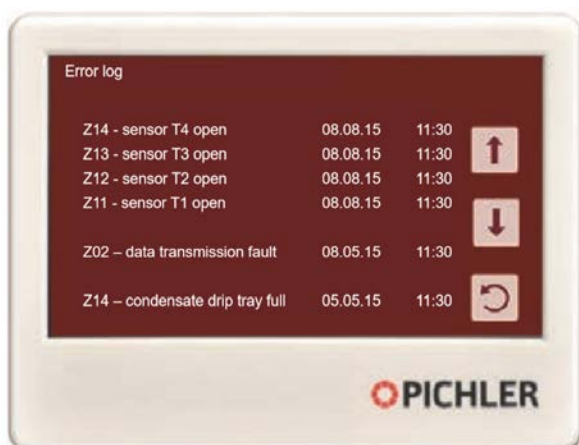 Error log
Z14 - sensor T4 open 08.08.15 11:30
Z13 - sensor T3 open 08.08.15 11:30
Z12 - sensor T2 open 08.08.15 11:30
Z11 - sensor T1 open 08.08.15 11:30
Z02 – data transmission fault 08.05.15 11:30
Z14 – condensate drip tray full 05.05.15 11:30
PICHLER